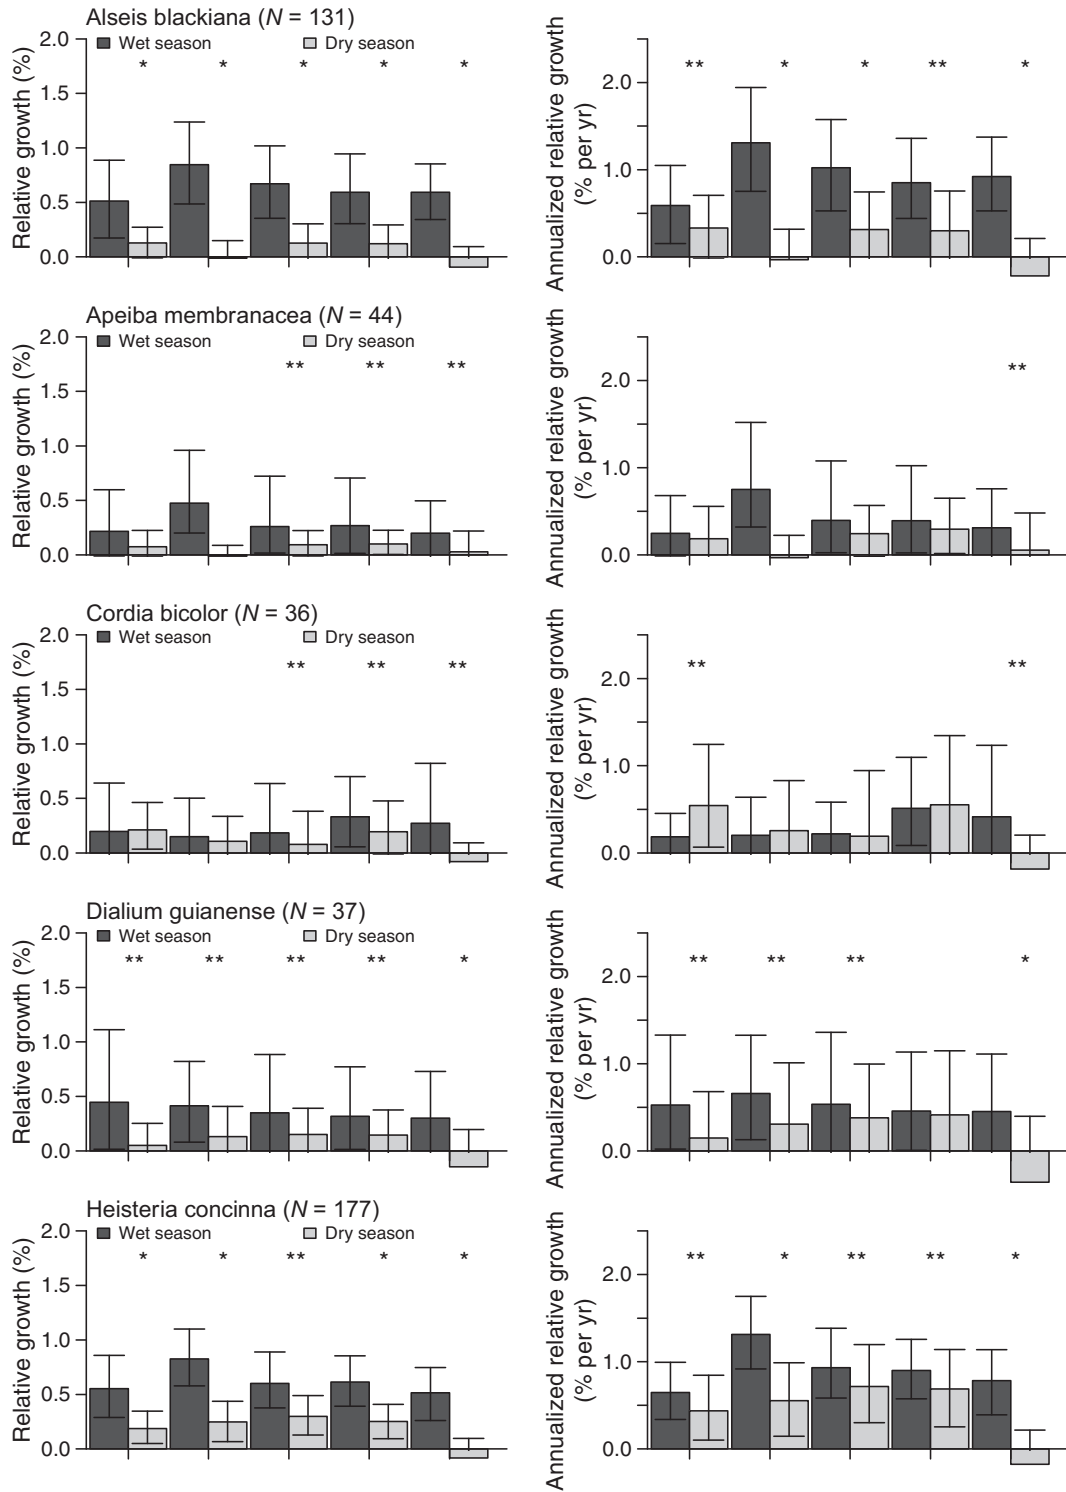 Alseis blackiana (N = 131)
Wet season
Dry season
Relative growth (%)
2.0
1.5
1.0
0.5
0.0
* * * * *
Annualized relative growth
(% per yr)
2.0
1.0
0.0
** * * ** *
Apeiba membranacea (N = 44)
Wet season
Dry season
Relative growth (%)
2.0
1.5
1.0
0.5
0.0
** ** **
Annualized relative growth
(% per yr)
2.0
1.0
0.0
**
Cordia bicolor (N = 36)
Wet season
Dry season
Relative growth (%)
2.0
1.5
1.0
0.5
0.0
** ** **
Annualized relative growth
(% per yr)
2.0
1.0
0.0
** **
Dialium guianense (N = 37)
Wet season
Dry season
Relative growth (%)
2.0
1.5
1.0
0.5
0.0
** ** ** ** *
Annualized relative growth
(% per yr)
2.0
1.0
0.0
** ** ** *
Heisteria concinna (N = 177)
Wet season
Dry season
Relative growth (%)
2.0
1.5
1.0
0.5
0.0
* * ** * *
Annualized relative growth
(% per yr)
2.0
1.0
0.0
** * ** ** *